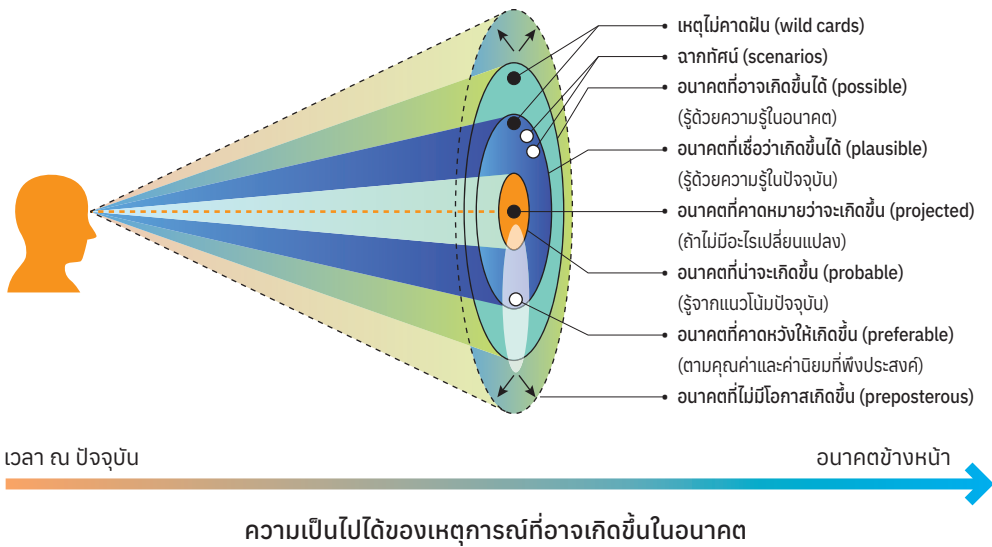 เหตุไม่คาดฝัน (wild cards)
ฉากทัศน์ (scenarios)
อนาคตที่อาจเกิดขึ้นได้ (possible)
(รู้ด้วยความรู้ในอนาคต)
อนาคตที่เชื่อว่าเกิดขึ้นได้ (plausible)
(รู้ด้วยความรู้ในปัจจุบัน)
อนาคตที่คาดหมายว่าจะเกิดขึ้น (projected)
(ถ้าไม่มีอะไรเปลี่ยนแปลง)
อนาคตที่น่าจะเกิดขึ้น (probable)
(รู้จากแนวโน้มปัจจุบัน)
อนาคตที่คาดหวังให้เกิดขึ้น (preferable)
(ตามคุณค่าและค่านิยมที่พึงประสงค์)
อนาคตที่ไม่มีโอกาสเกิดขึ้น (preposterous)
เวลา ณ ปัจจุบัน
อนาคตข้างหน้า
ความเป็นไปได้ของเหตุการณ์ที่อาจเกิดขึ้นในอนาคต